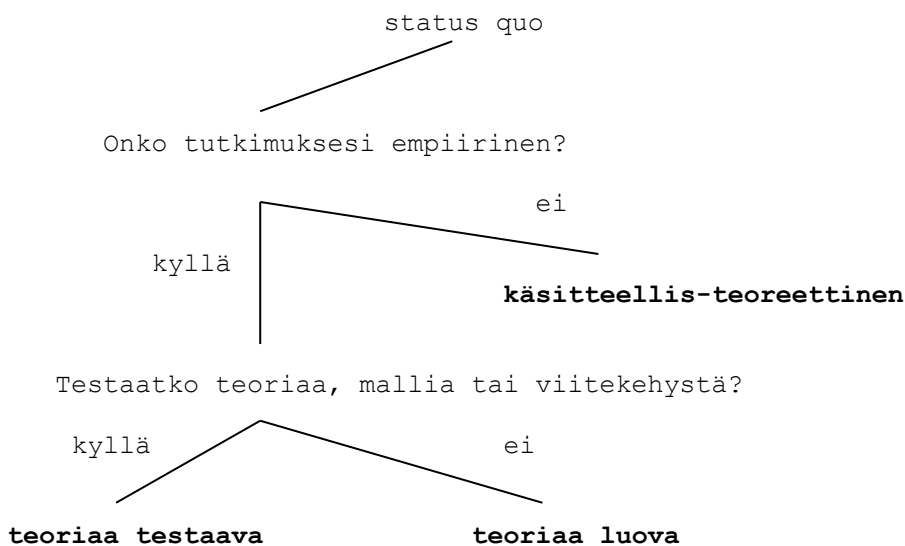 status quo
Onko tutkimuksesi empiirinen?
ei
kyllä
käsitteellis-teoreettinen
Testaatko teoriaa, mallia tai viitekehystä?
kyllä
ei
teoriaa testaava
teoriaa luova